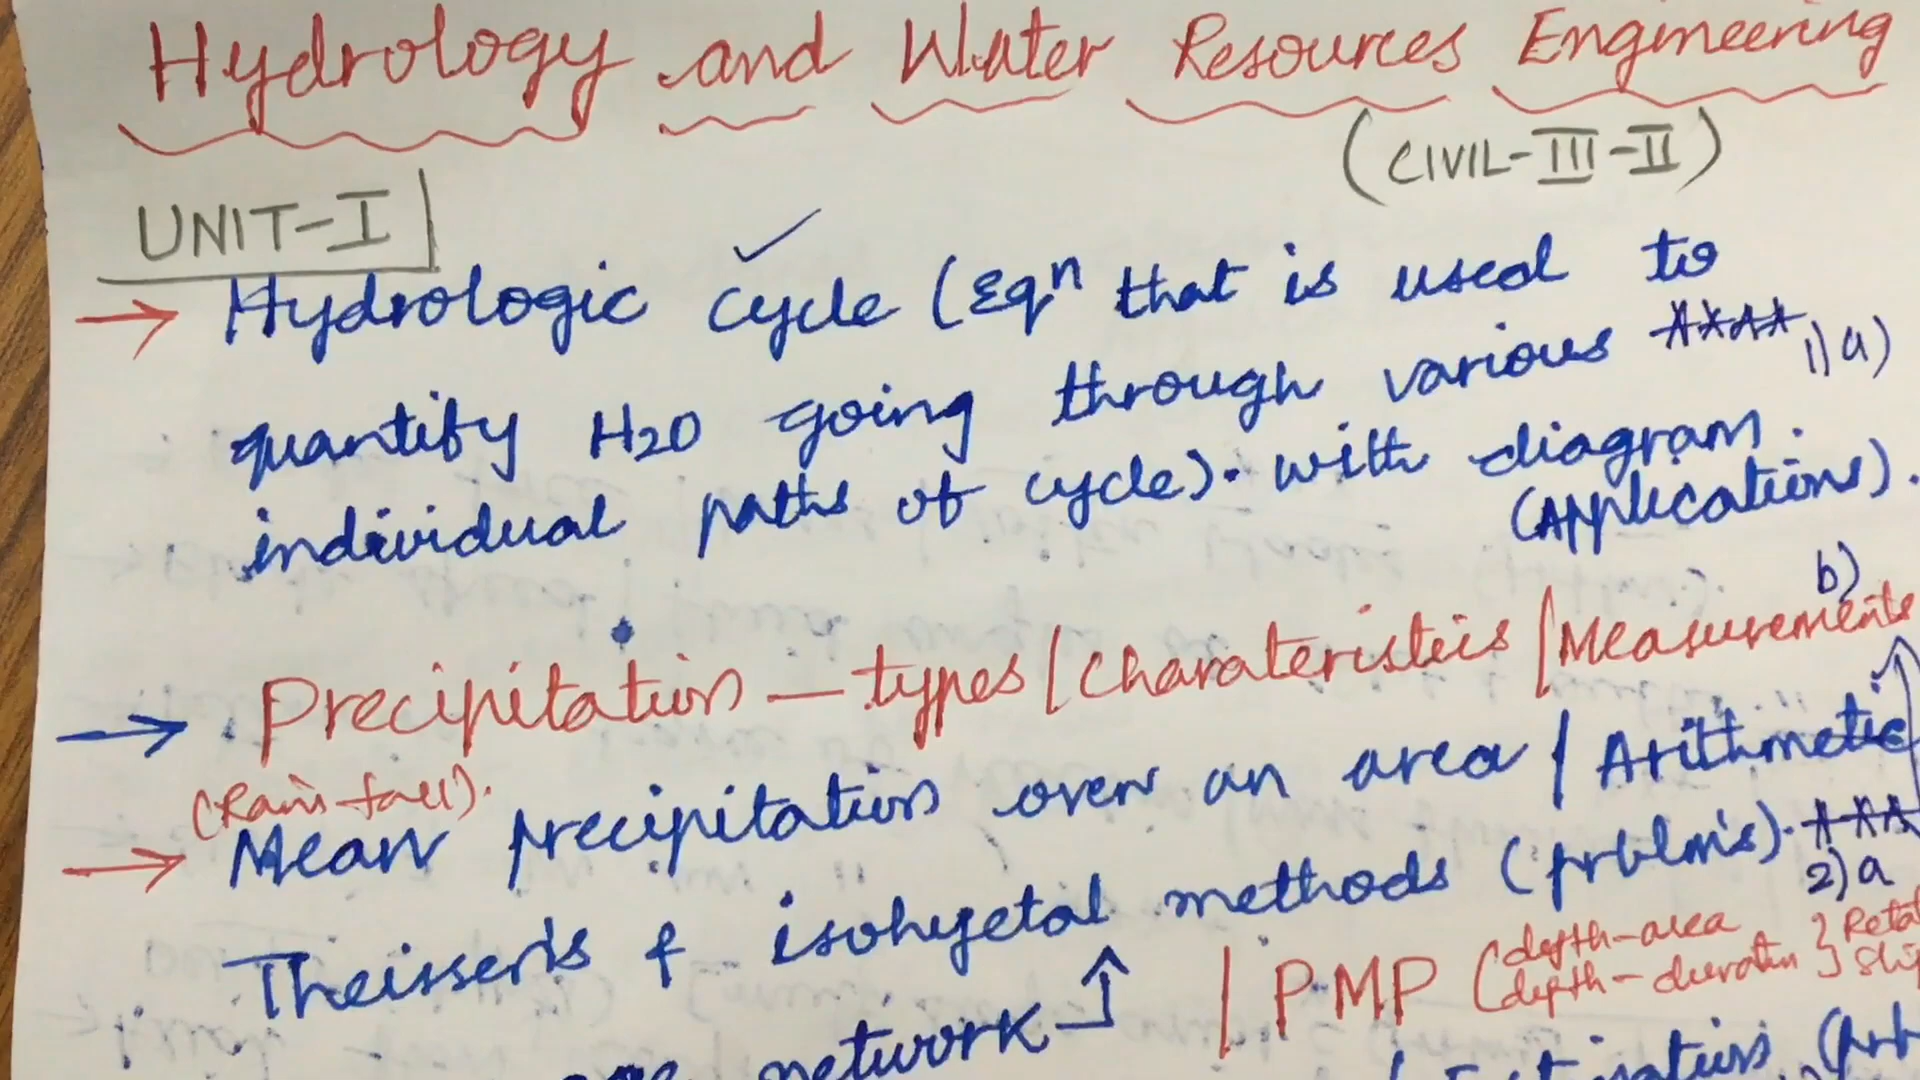 Hydrology and Water Resources Engineering
(CIVIL-III-II)
UNIT-I
→ Hydrologic cycle (Eqn that is used to
quantify H2O going through various **** 1)a)
individual paths of cycle). with diagram.
(Applications).
b)
→ Precipitation — types / Charateristics / Measurements
(Rain fall).
→ Mean precipitation over an area / Arithmetic
Theissen's & isohyetal methods (problms). ***
2)a
network ↑ / P.MP (depth-area
depth-duration }